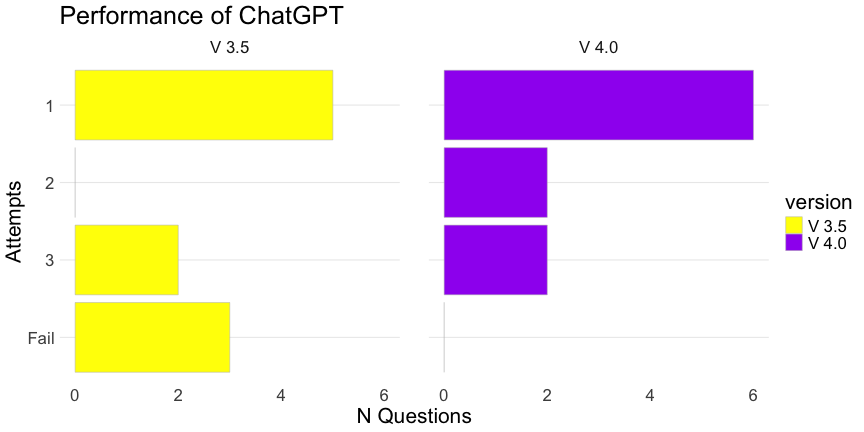 Performance of ChatGPT
V 3.5
V 4.0
Attempts
1
2
3
Fail
0 2 4 6
0 2 4 6
N Questions
version
V 3.5
V 4.0